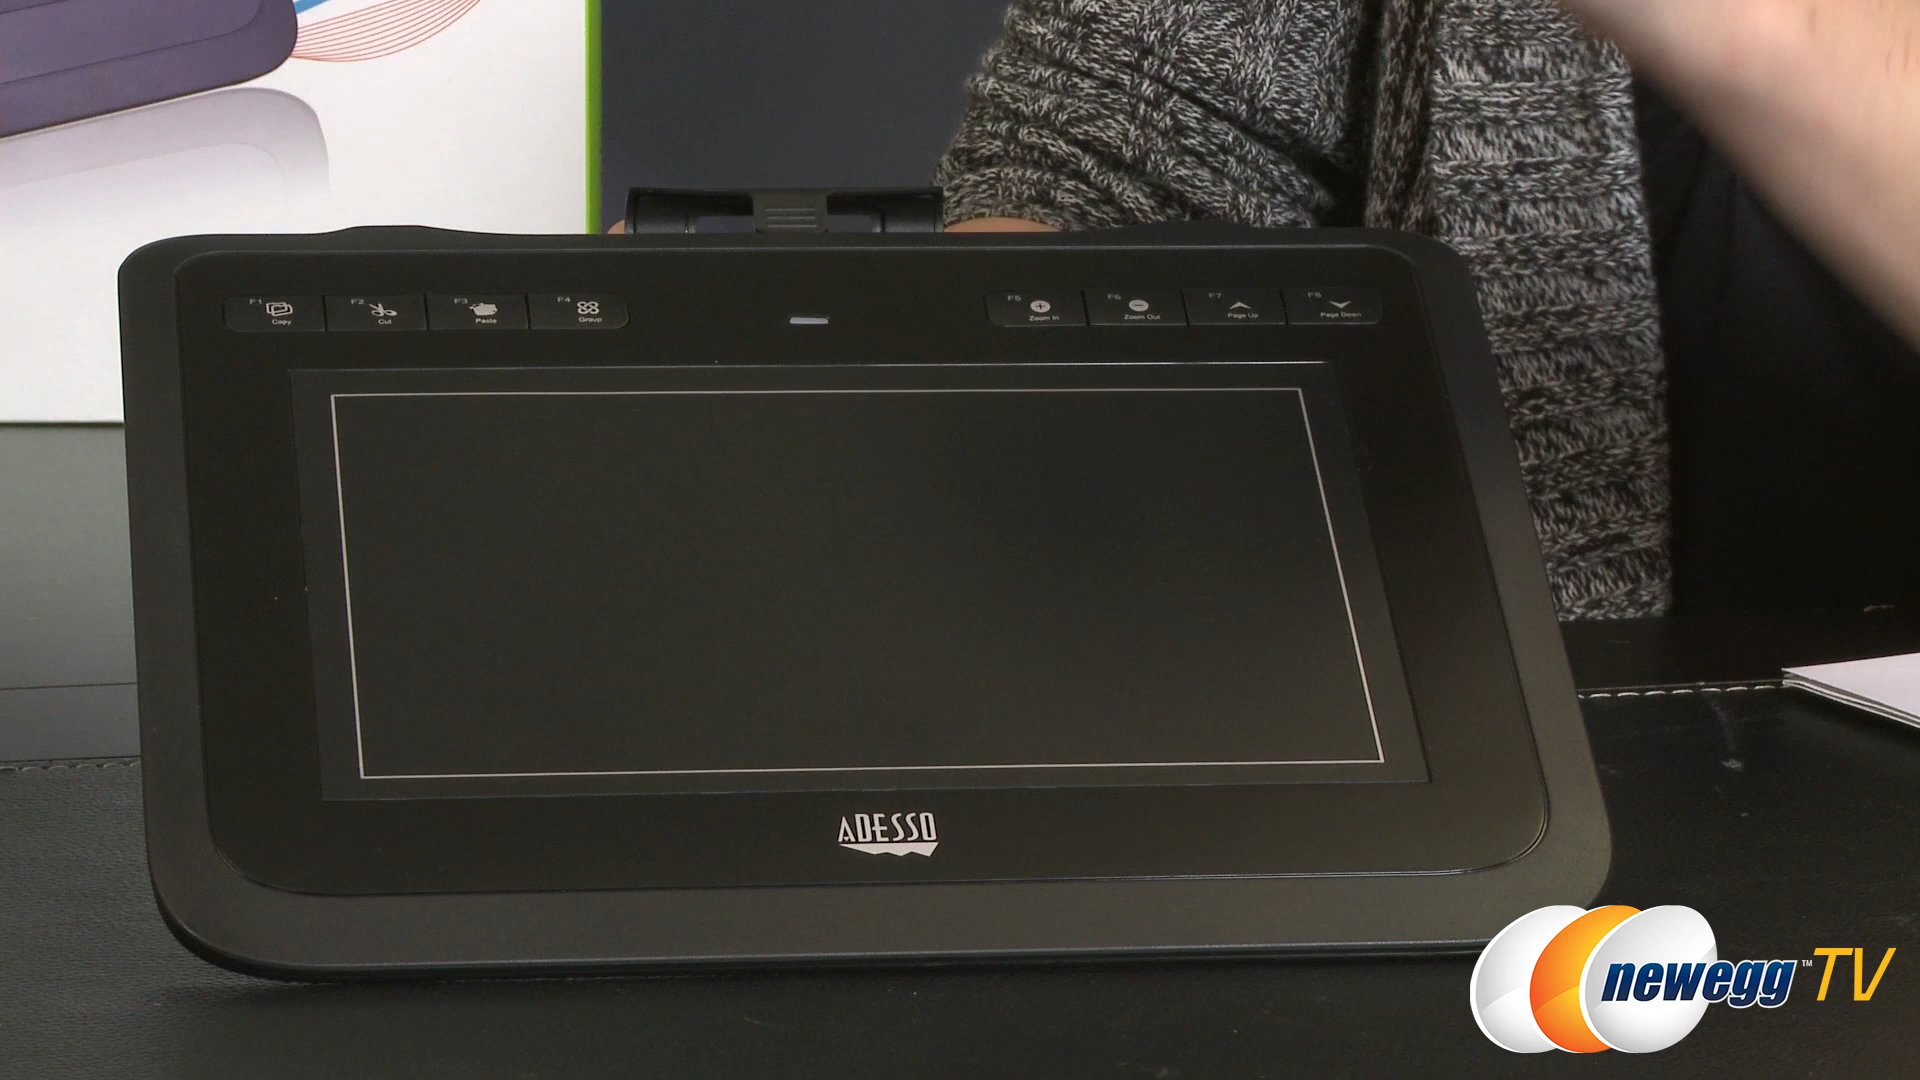 F1 Copy
F2 Cut
F3 Paste
F4 Group
F5 Zoom In
F6 Zoom Out
F7 Page Up
F8 Page Down
ADESSO
newegg™ TV